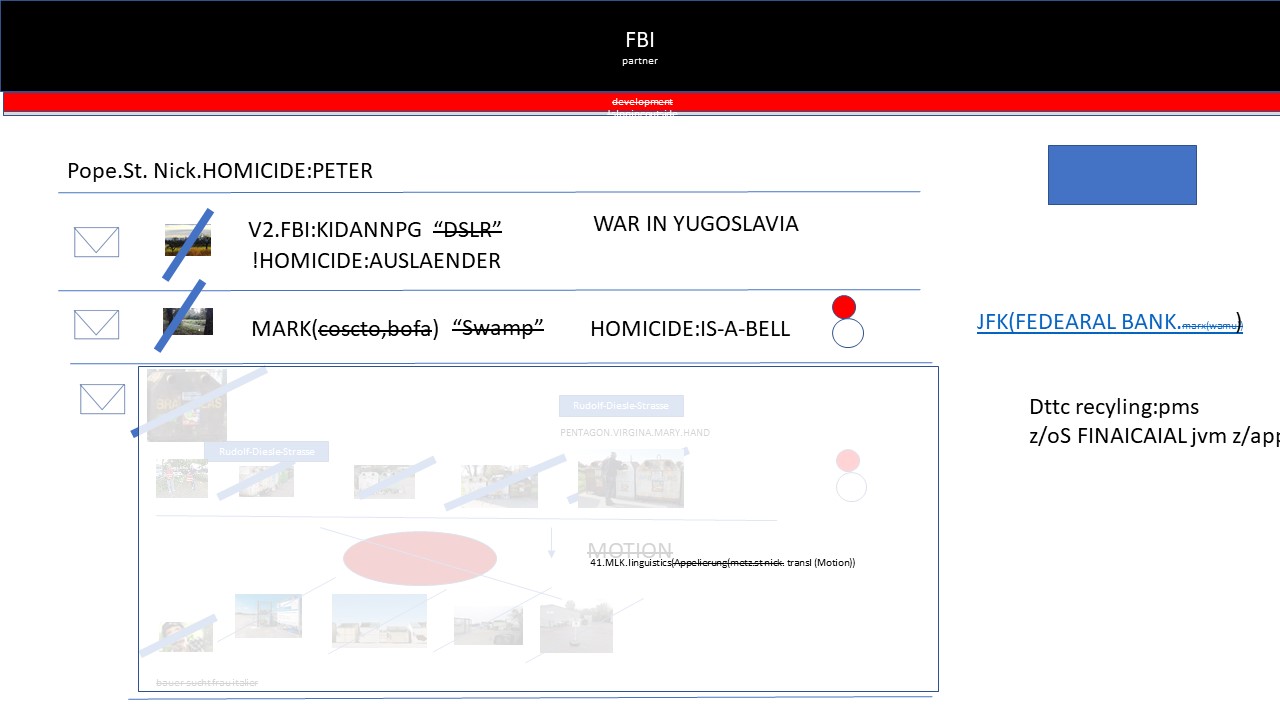 FBI
partner
development
Pope.St. Nick.HOMICIDE:PETER
V2.FBI:KIDANNPG “DSLR”
WAR IN YUGOSLAVIA
!HOMICIDE:AUSLAENDER
MARK(coscto,bofa) “Swamp”
HOMICIDE:IS-A-BELL
JFK(FEDEARAL BANK.marx(wamu))
Dttc recyling:pms
z/oS FINAICAIAL jvm z/app
Rudolf-Diesle-Strasse
PENTAGON.VIRGINA.MARY.HAND
Rudolf-Diesle-Strasse
MOTION
41.MLK.linguistics(Appelierung(metz.st.nick. transl (Motion))
bauer sucht frau italier